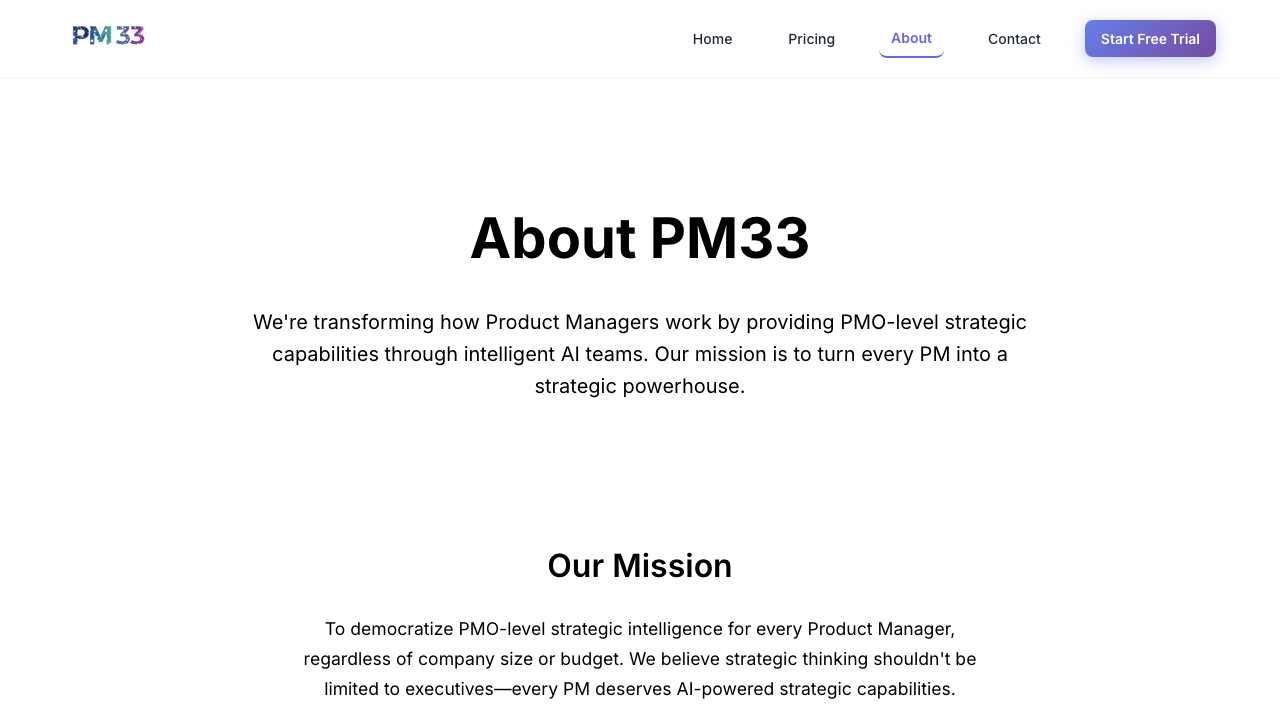 PM33
Home
Pricing
About
Contact
Start Free Trial
About PM33
We're transforming how Product Managers work by providing PMO-level strategic
capabilities through intelligent AI teams. Our mission is to turn every PM into a
strategic powerhouse.
Our Mission
To democratize PMO-level strategic intelligence for every Product Manager,
regardless of company size or budget. We believe strategic thinking shouldn't be
limited to executives—every PM deserves AI-powered strategic capabilities.